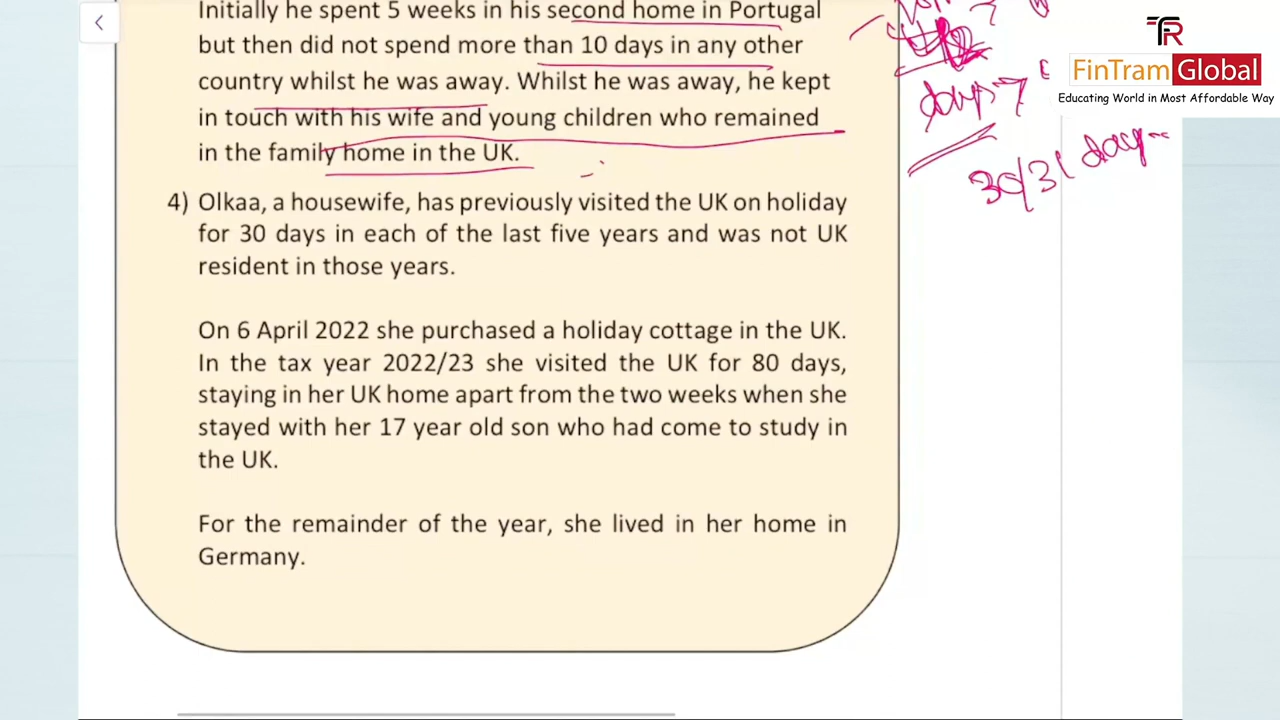 Initially he spent 5 weeks in his second home in Portugal
but then did not spend more than 10 days in any other
country whilst he was away. Whilst he was away, he kept
in touch with his wife and young children who remained
in the family home in the UK.
4) Olkaa, a housewife, has previously visited the UK on holiday
for 30 days in each of the last five years and was not UK
resident in those years.
On 6 April 2022 she purchased a holiday cottage in the UK.
In the tax year 2022/23 she visited the UK for 80 days,
staying in her UK home apart from the two weeks when she
stayed with her 17 year old son who had come to study in
the UK.
For the remainder of the year, she lived in her home in
Germany.
days
30/31 days
FinTram Global
Educating World in Most Affordable Way